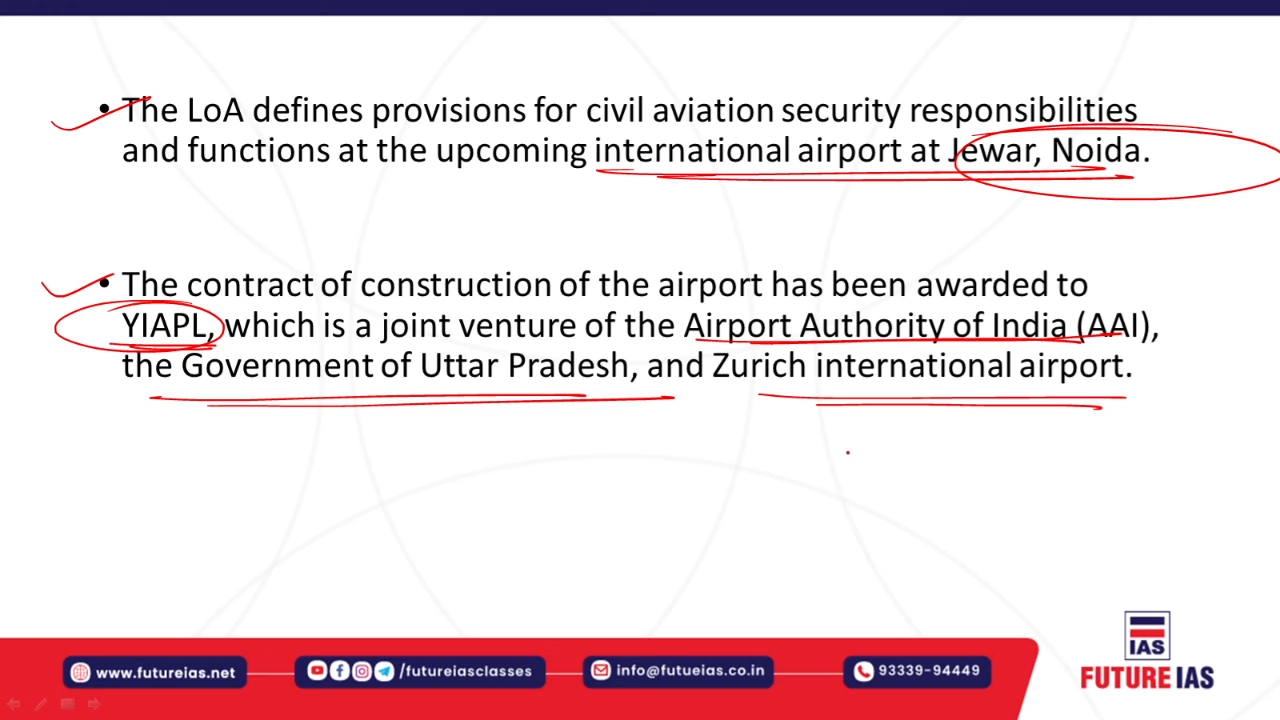 • The LoA defines provisions for civil aviation security responsibilities
and functions at the upcoming international airport at Jewar, Noida.
• The contract of construction of the airport has been awarded to
YIAPL, which is a joint venture of the Airport Authority of India (AAI),
the Government of Uttar Pradesh, and Zurich international airport.
www.futureias.net
/futureiasclasses
info@futueias.co.in
93339-94449
IAS
FUTURE IAS